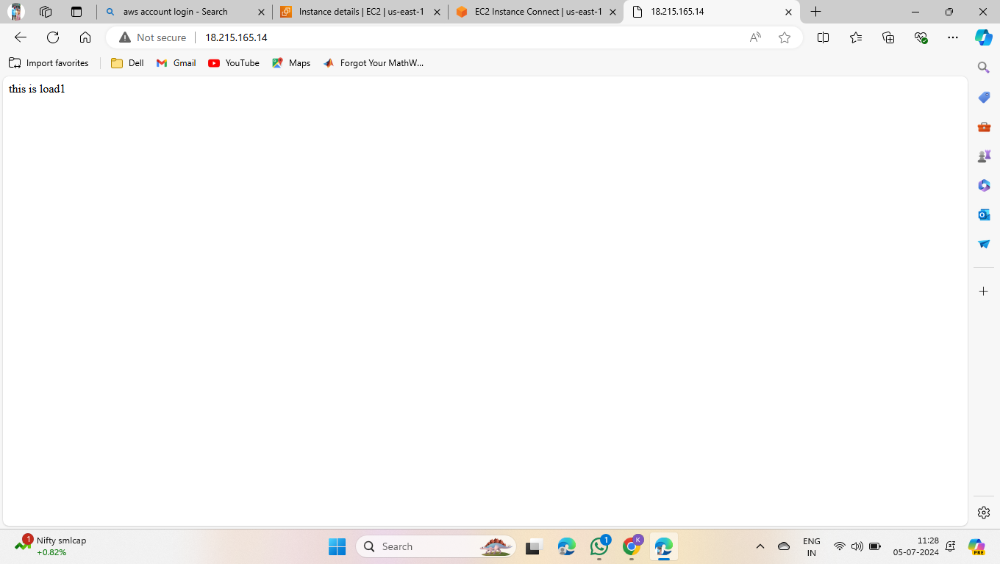 aws account login - Search
Instance details | EC2 | us-east-1
EC2 Instance Connect | us-east-1
18.215.165.14
Not secure
18.215.165.14
Import favorites
Dell
Gmail
YouTube
Maps
Forgot Your MathW...
this is load1
1
Nifty smlcap
+0.82%
Search
1
K
ENG
IN
11:28
05-07-2024
PRE